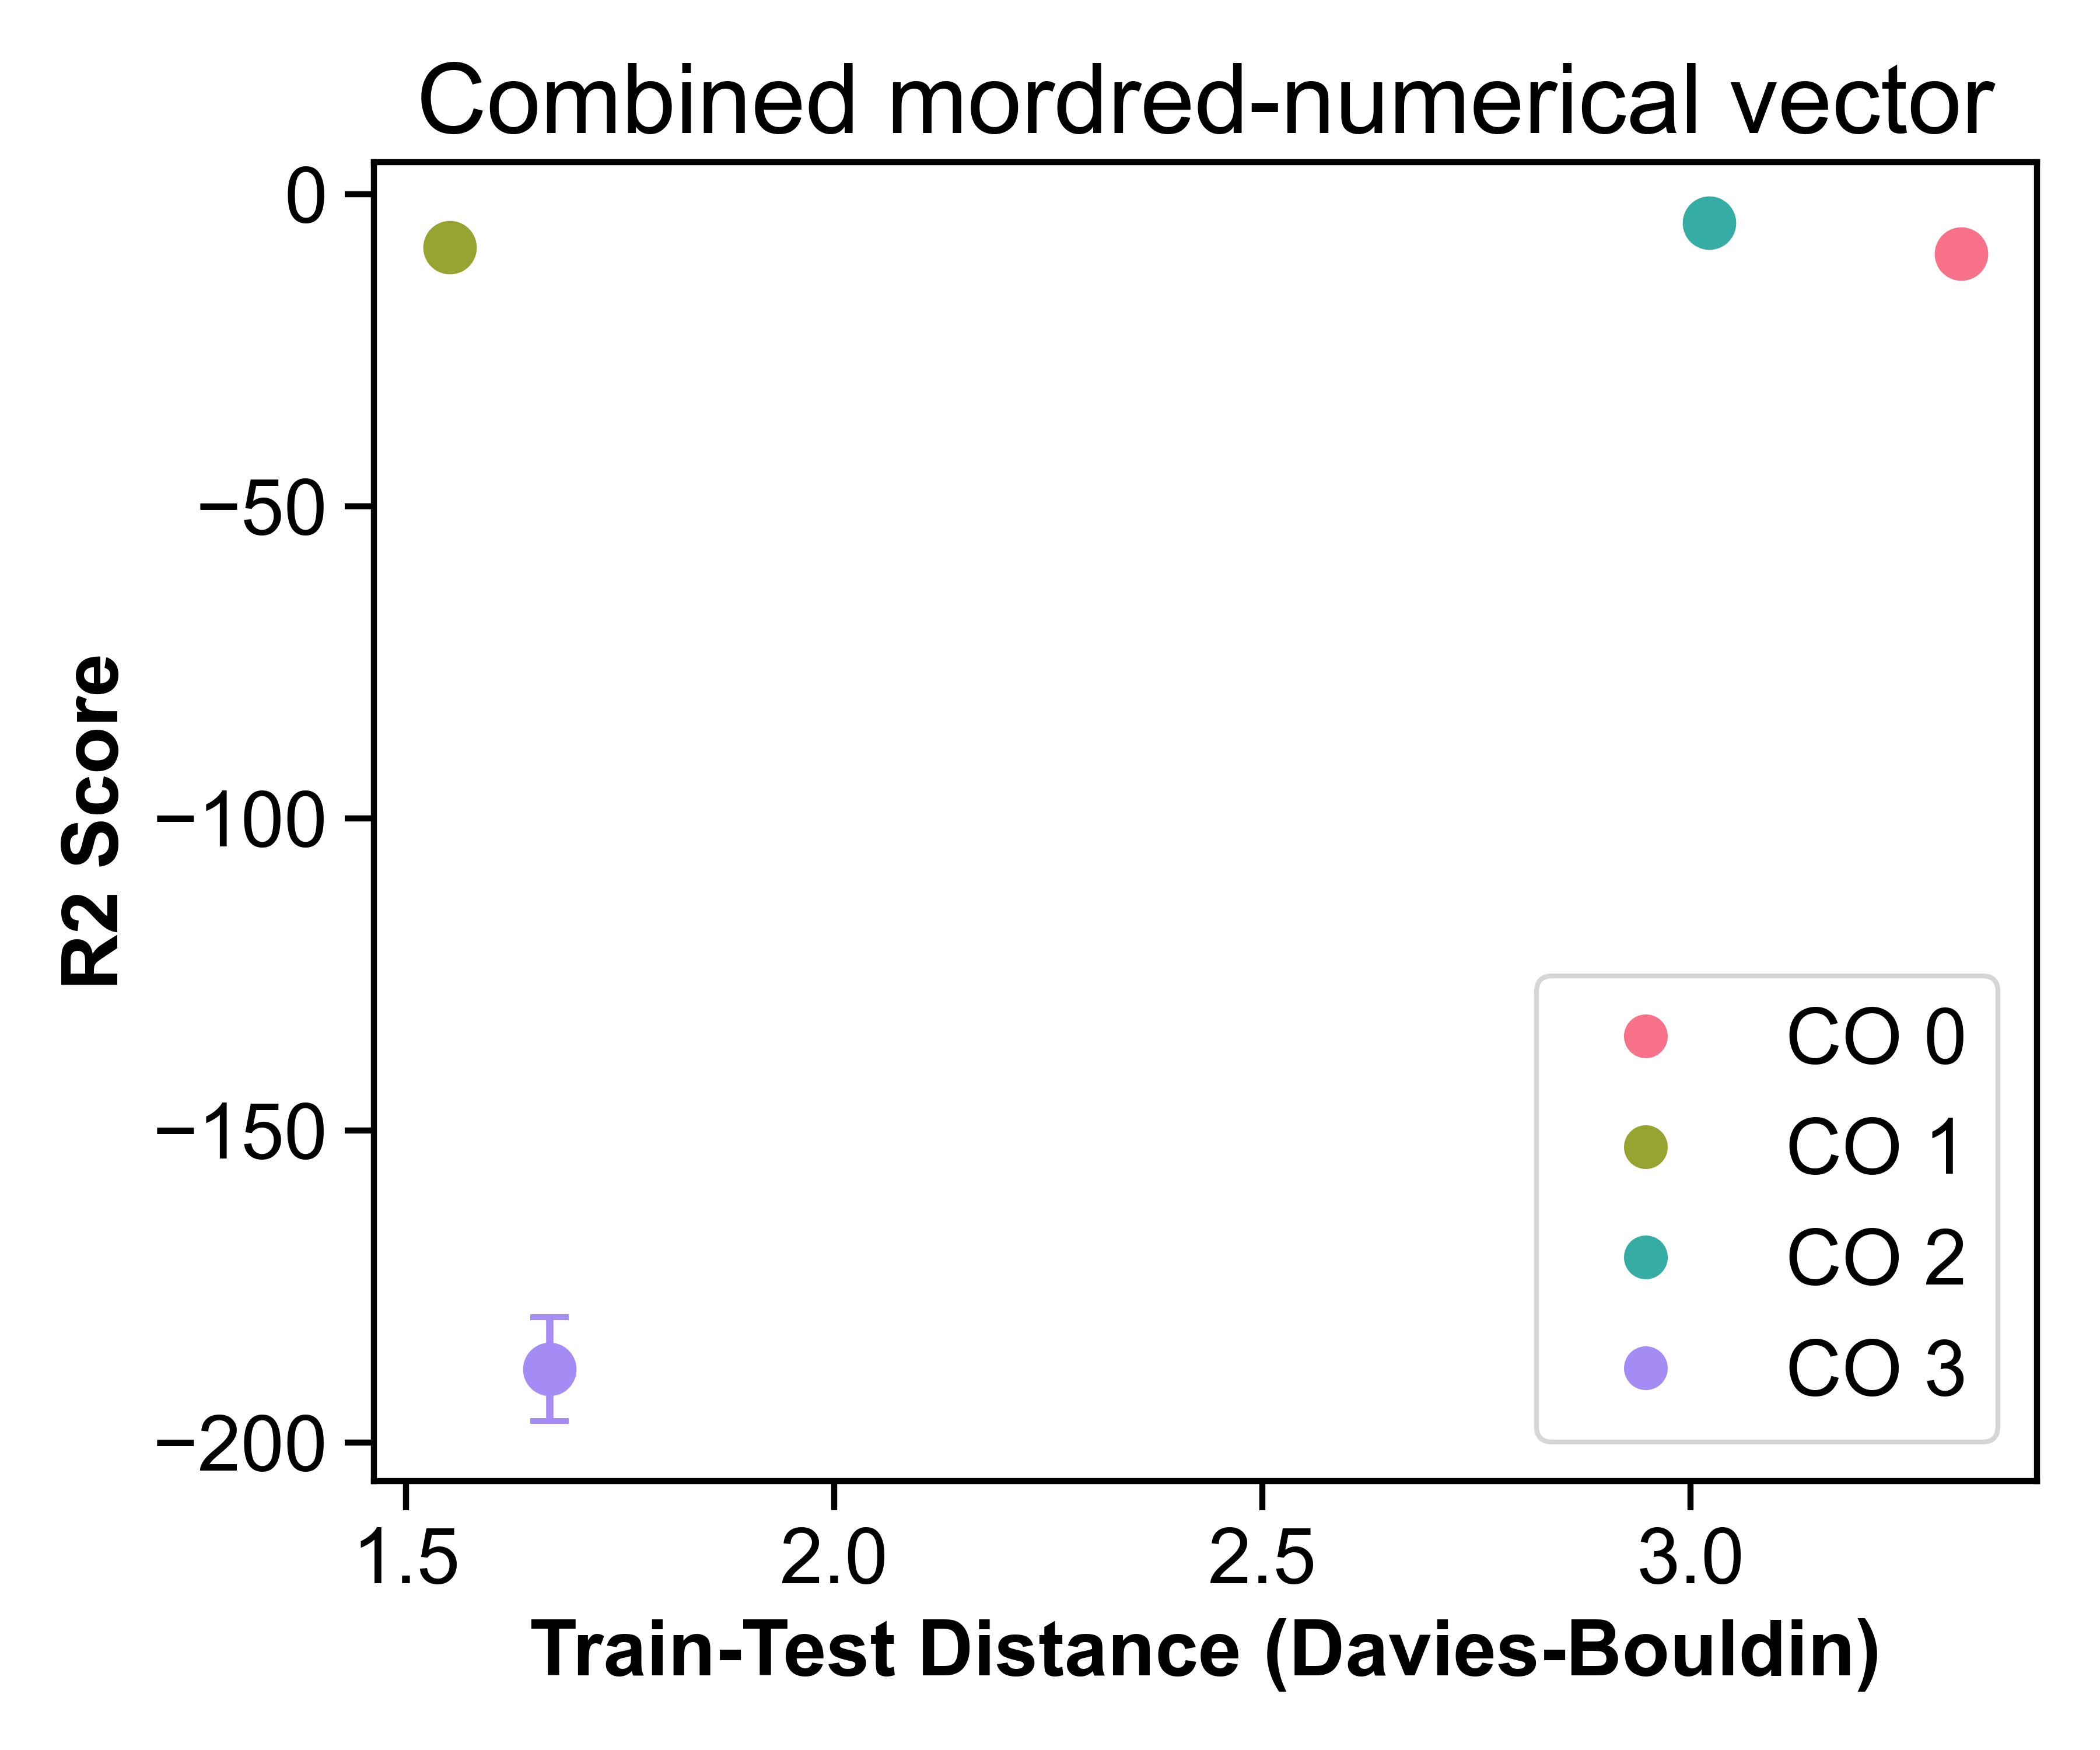 Combined mordred-numerical vector
0
−50
−100
−150
−200
R2 Score
CO 0
CO 1
CO 2
CO 3
1.5 2.0 2.5 3.0
Train-Test Distance (Davies-Bouldin)